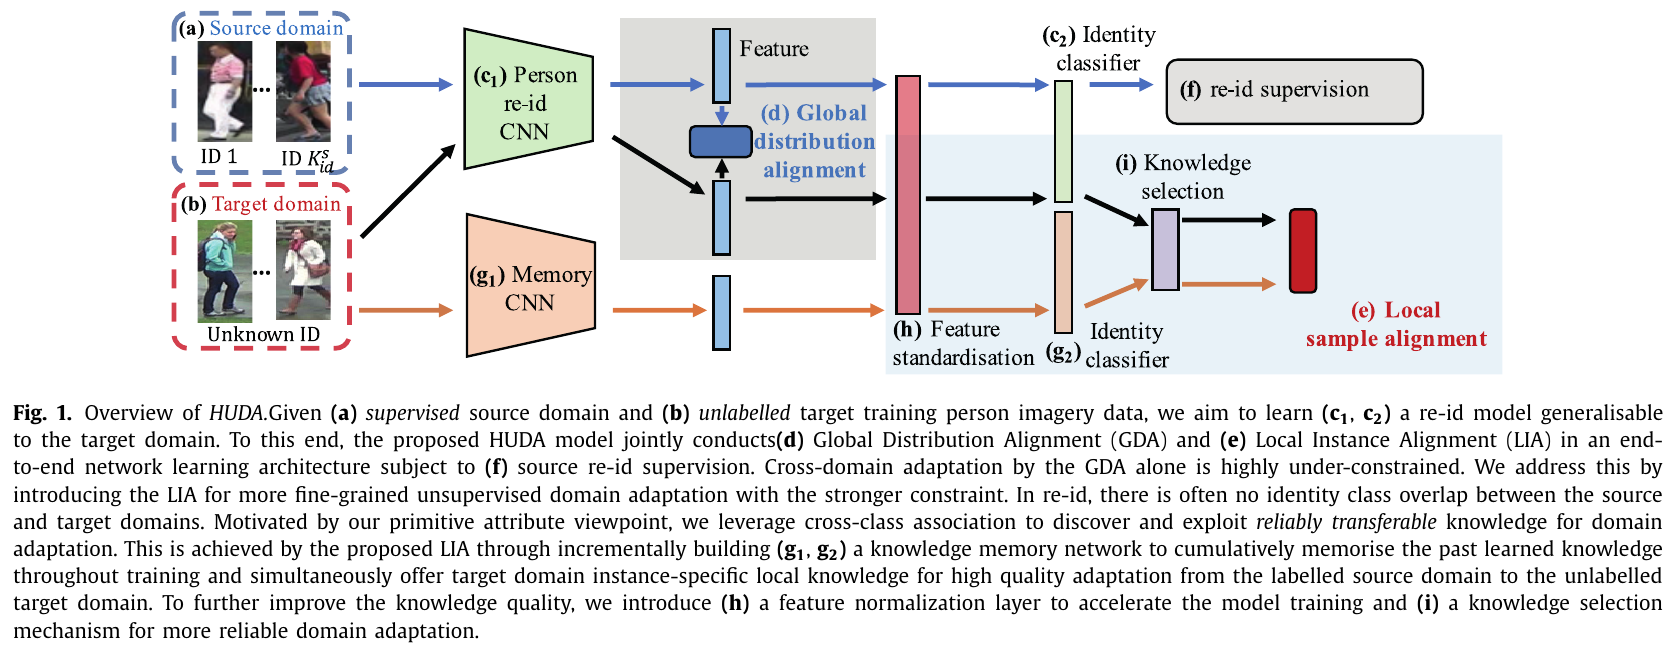 (a) Source domain
ID 1
...
ID K^s_id
(b) Target domain
...
Unknown ID
(c1) Person
re-id
CNN
(g1) Memory
CNN
Feature
(d) Global
distribution
alignment
(h) Feature
standardisation
(c2) Identity
classifier
(g2) Identity
classifier
(f) re-id supervision
(i) Knowledge
selection
(e) Local
sample alignment
Fig. 1. Overview of HUDA.Given (a) supervised source domain and (b) unlabelled target training person imagery data, we aim to learn (c1, c2) a re-id model generalisable
to the target domain. To this end, the proposed HUDA model jointly conducts(d) Global Distribution Alignment (GDA) and (e) Local Instance Alignment (LIA) in an end-
to-end network learning architecture subject to (f) source re-id supervision. Cross-domain adaptation by the GDA alone is highly under-constrained. We address this by
introducing the LIA for more fine-grained unsupervised domain adaptation with the stronger constraint. In re-id, there is often no identity class overlap between the source
and target domains. Motivated by our primitive attribute viewpoint, we leverage cross-class association to discover and exploit reliably transferable knowledge for domain
adaptation. This is achieved by the proposed LIA through incrementally building (g1, g2) a knowledge memory network to cumulatively memorise the past learned knowledge
throughout training and simultaneously offer target domain instance-specific local knowledge for high quality adaptation from the labelled source domain to the unlabelled
target domain. To further improve the knowledge quality, we introduce (h) a feature normalization layer to accelerate the model training and (i) a knowledge selection
mechanism for more reliable domain adaptation.